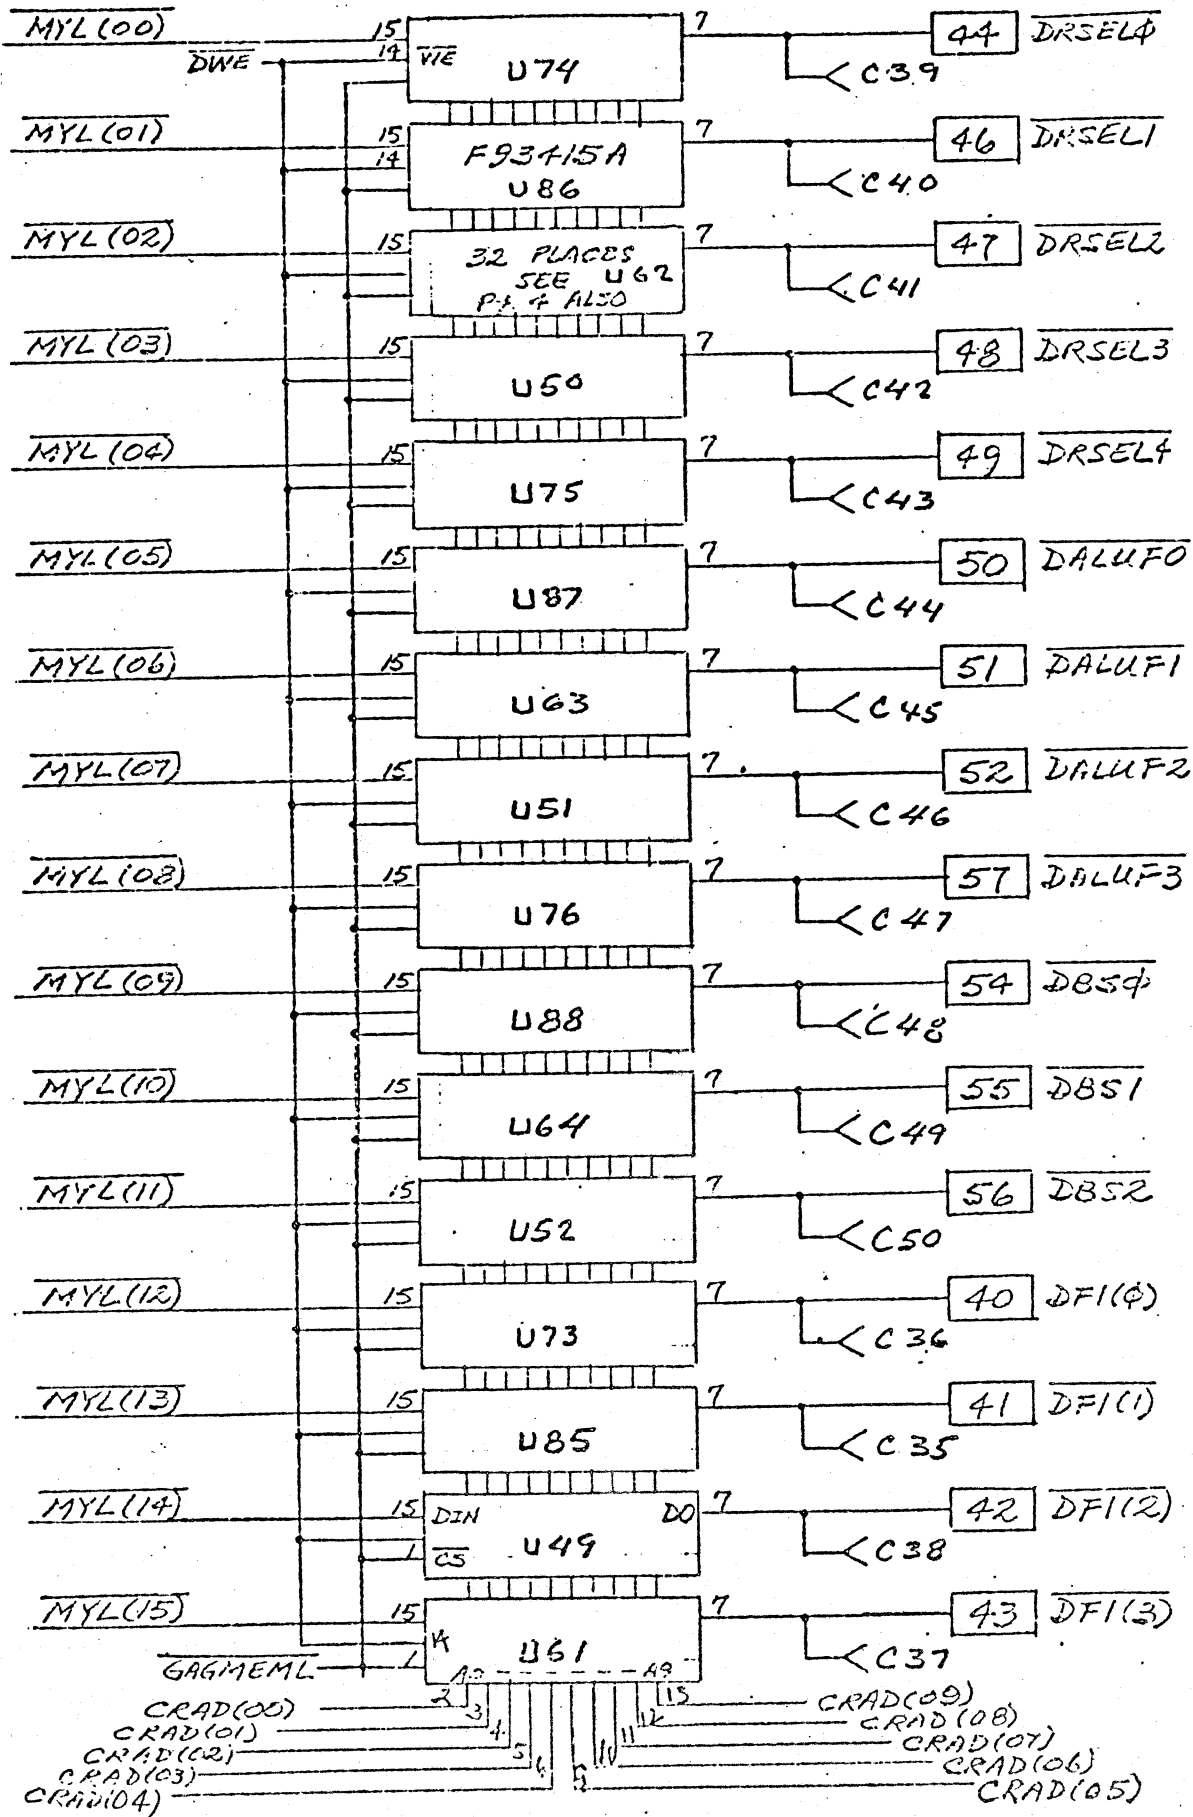 MYL(00) 15 7 44 DRSELϕ
DWE 14 WE U74 C39
MYL(01) 15 7 46 DRSEL1
14 F93415A
U86 C40
MYL(02) 15 7 47 DRSEL2
32 PLACES
SEE U62 C41
ALSO
MYL(03) 15 7 48 DRSEL3
U50 C42
MYL(04) 15 7 49 DRSEL4
U75 C43
MYL(05) 15 7 50 DALUF0
U87 C44
MYL(06) 15 7 51 DALUF1
U63 C45
MYL(07) 15 7 52 DALUF2
U51 C46
MYL(08) 15 7 57 DALUF3
U76 C47
MYL(09) 15 7 54 DBSϕ
U88 C48
MYL(10) 15 7 55 DBS1
U64 C49
MYL(11) 15 7 56 DBS2
U52 C50
MYL(12) 15 7 40 DF1(ϕ)
U73 C36
MYL(13) 15 7 41 DF1(1)
U85 C35
MYL(14) 15 DIN DO 7 42 DF1(2)
1 CS U49 C38
MYL(15) 15 7 43 DF1(3)
U61 C37
GAGMEML 1 A0 A9
2 3 4 5 6 9 10 11 12 13
CRAD(00) CRAD(09)
CRAD(01) CRAD(08)
CRAD(02) CRAD(07)
CRAD(03) CRAD(06)
CRAD(04) CRAD(05)